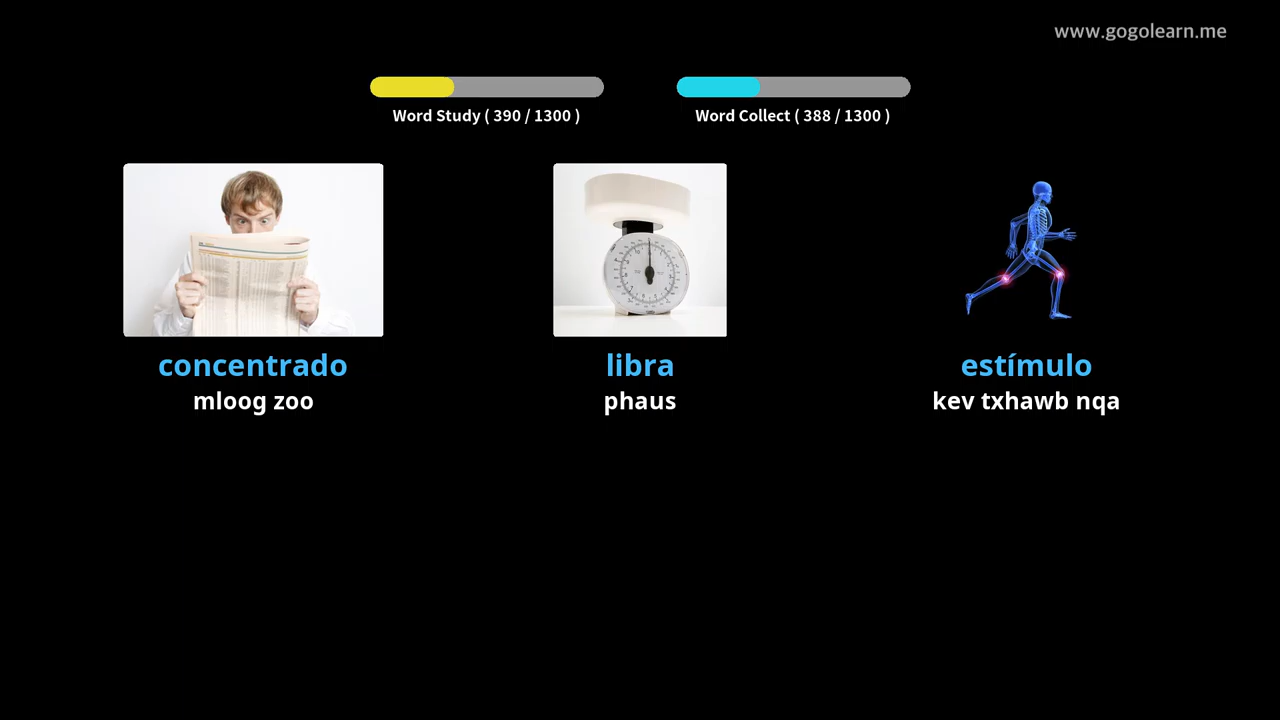 www.gogolearn.me
Word Study ( 390 / 1300 )
Word Collect ( 388 / 1300 )
concentrado
mloog zoo
libra
phaus
estímulo
kev txhawb nqa